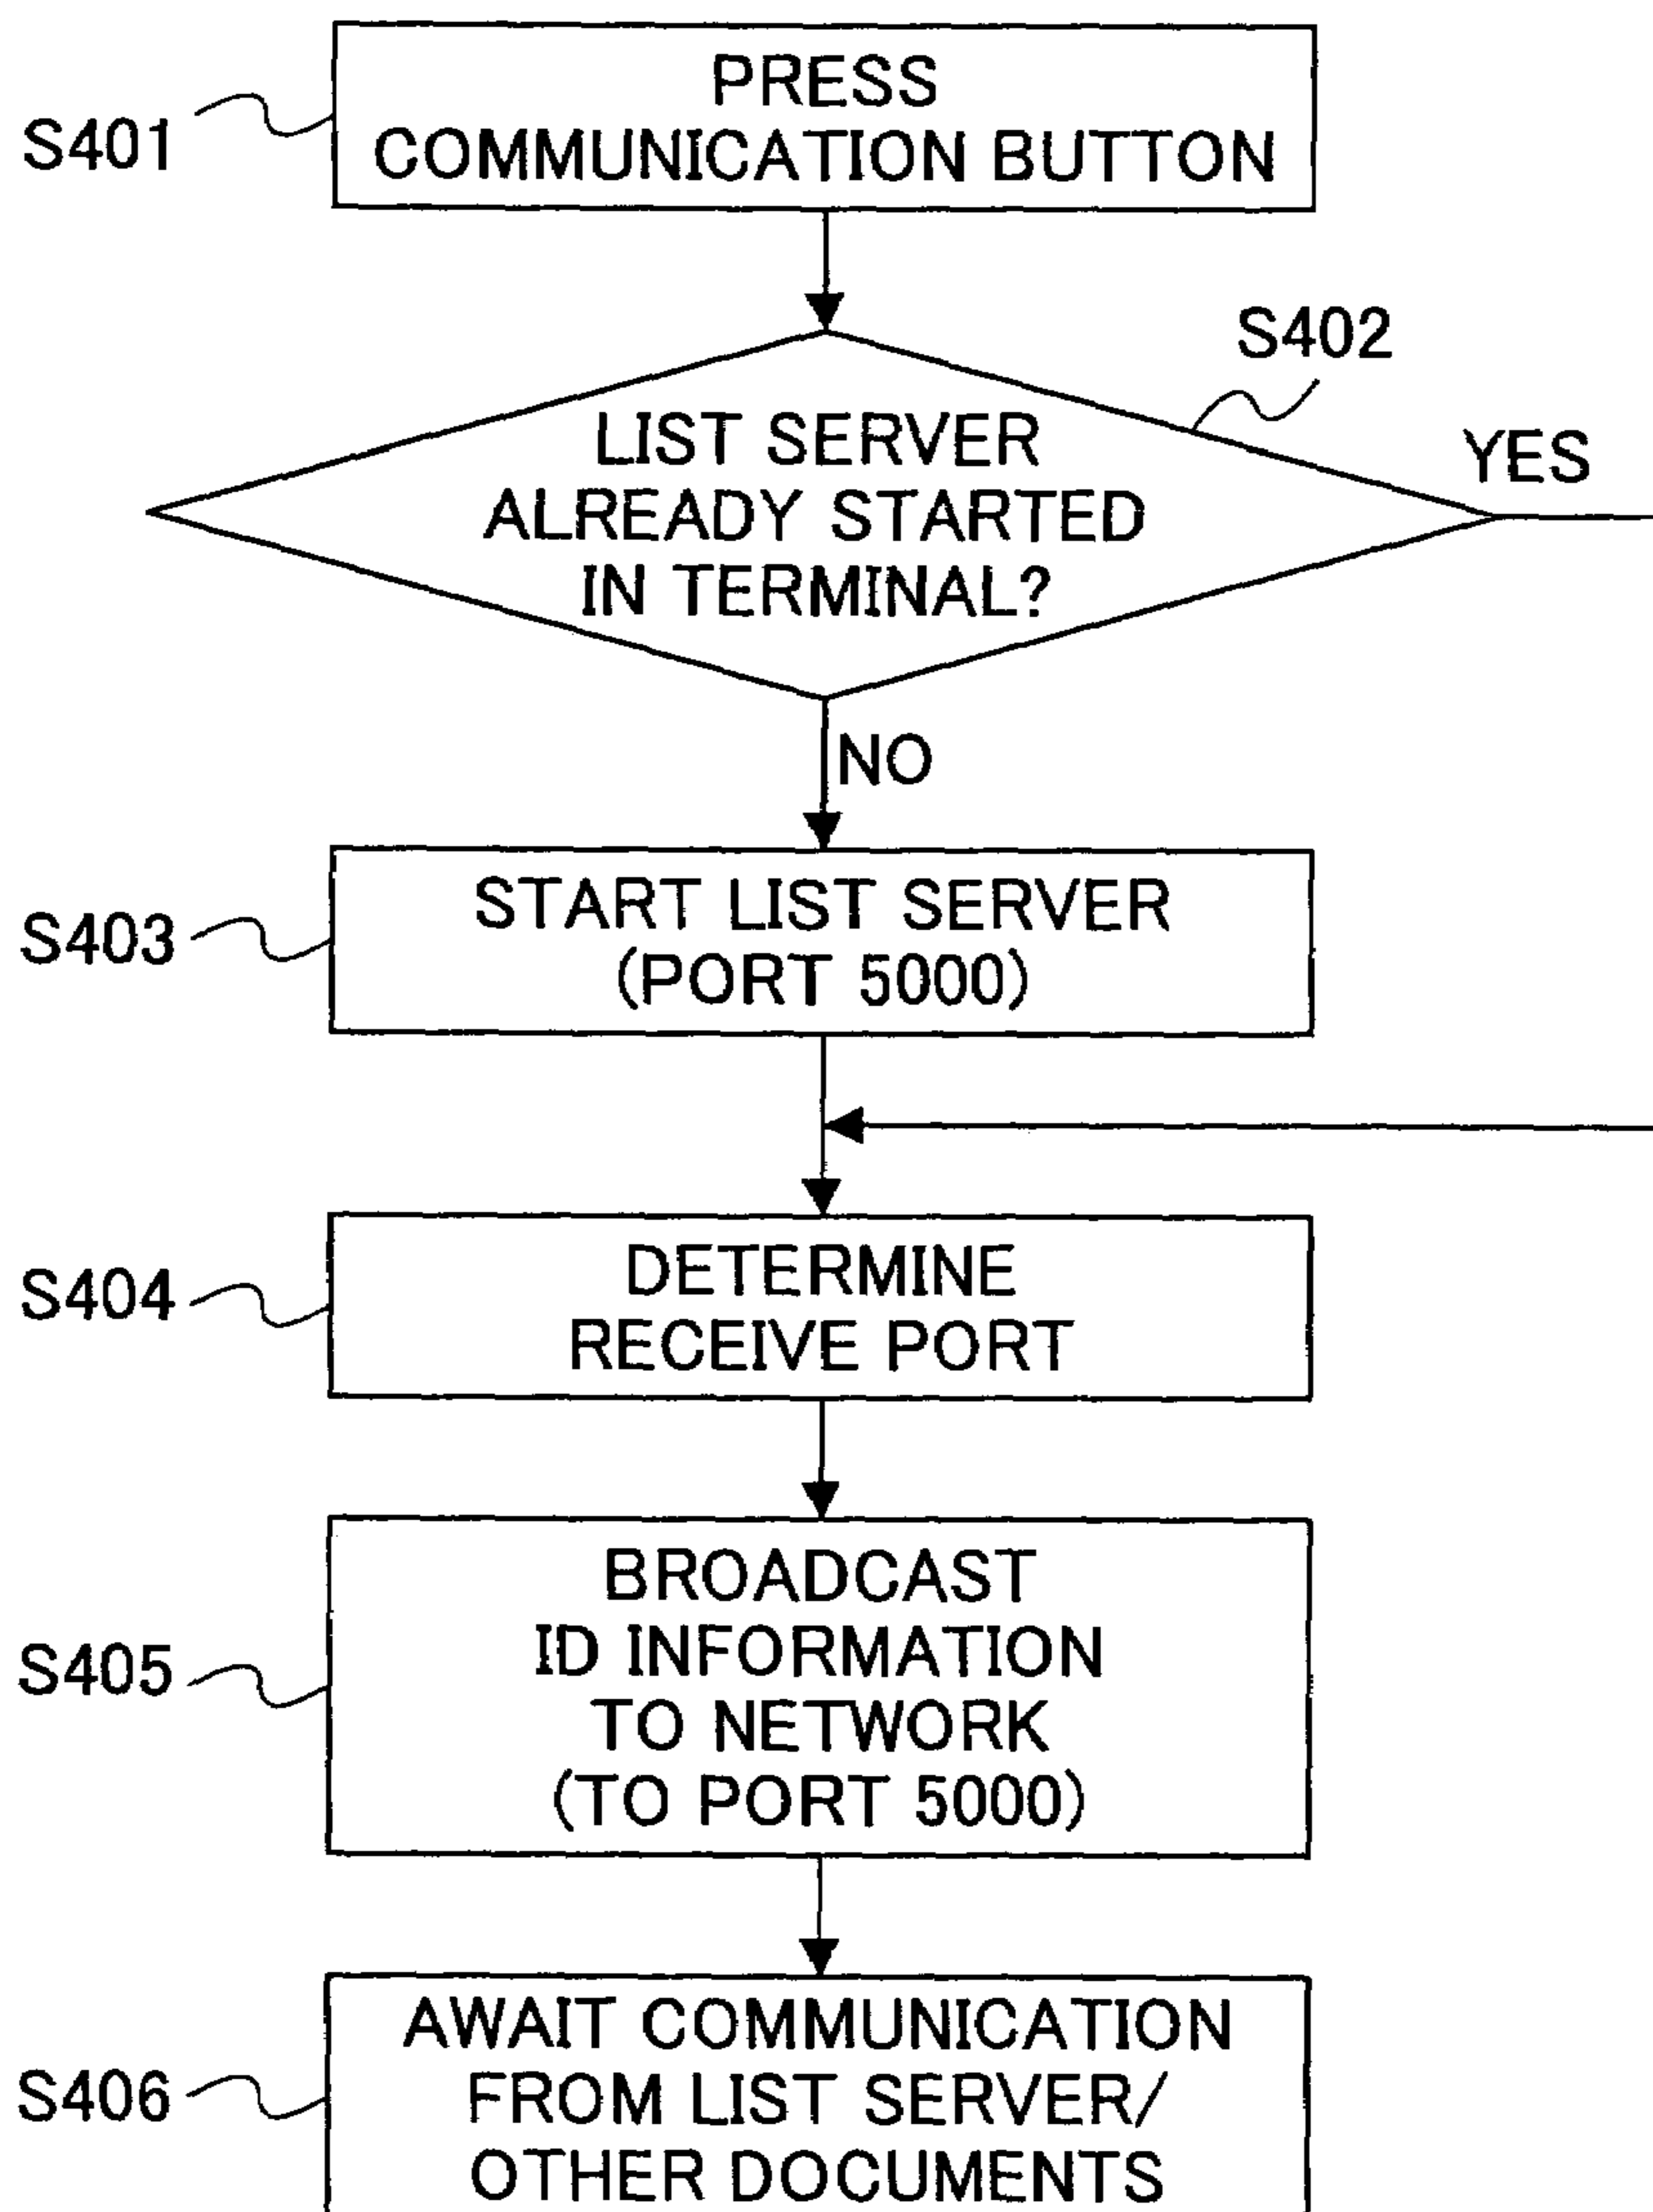 S401
PRESS
COMMUNICATION BUTTON
S402
LIST SERVER
ALREADY STARTED
IN TERMINAL?
YES
NO
S403
START LIST SERVER
(PORT 5000)
S404
DETERMINE
RECEIVE PORT
S405
BROADCAST
ID INFORMATION
TO NETWORK
(TO PORT 5000)
S406
AWAIT COMMUNICATION
FROM LIST SERVER/
OTHER DOCUMENTS